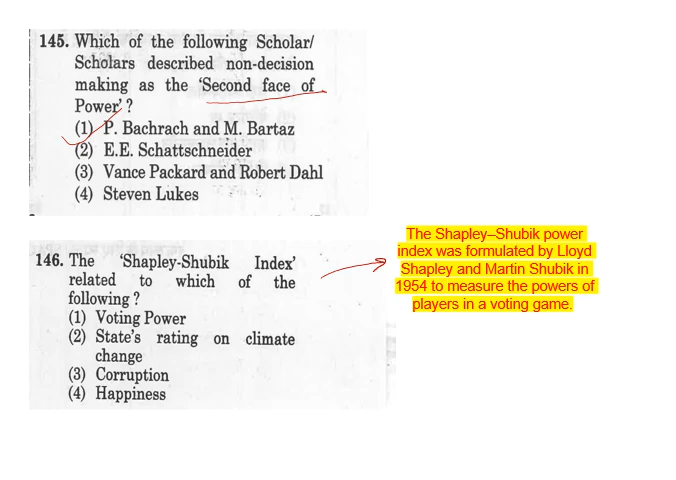 145. Which of the following Scholar/
Scholars described non-decision
making as the ‘Second face of
Power’ ?
(1) P. Bachrach and M. Bartaz
(2) E.E. Schattschneider
(3) Vance Packard and Robert Dahl
(4) Steven Lukes
The Shapley–Shubik power
index was formulated by Lloyd
Shapley and Martin Shubik in
1954 to measure the powers of
players in a voting game.
146. The ‘Shapley-Shubik Index’
related to which of the
following ?
(1) Voting Power
(2) State’s rating on climate
change
(3) Corruption
(4) Happiness